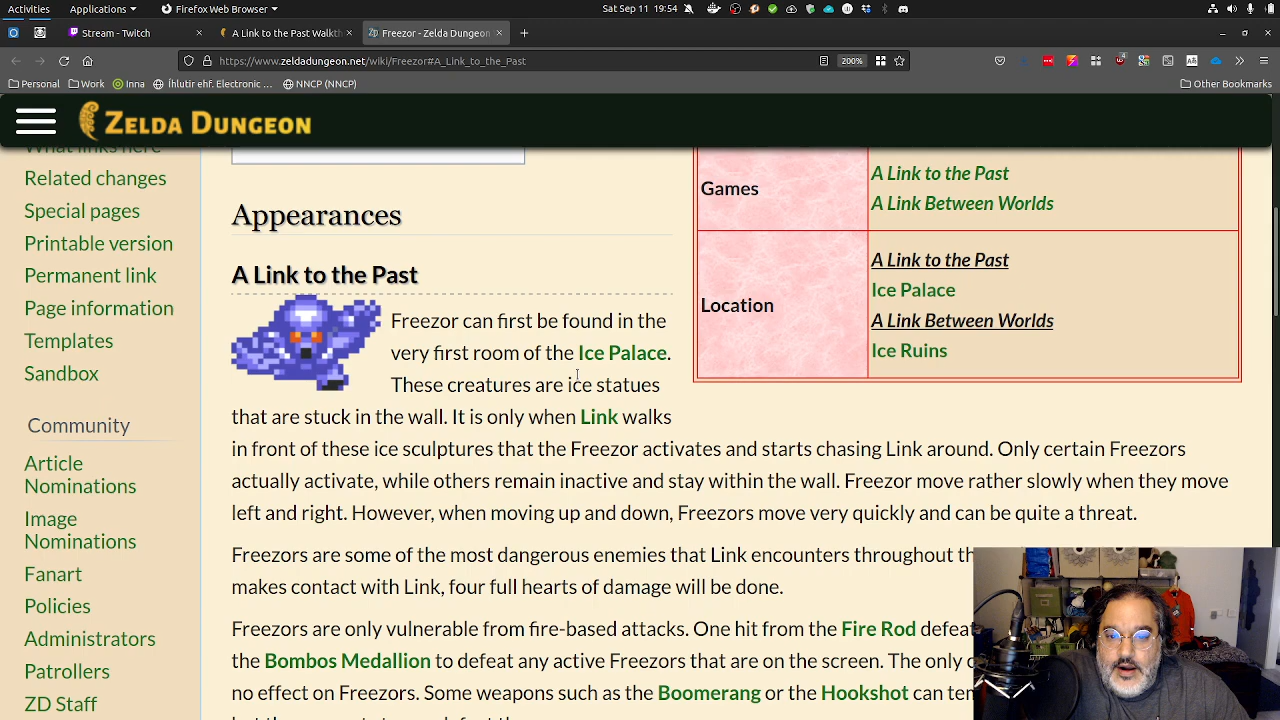 Activities Applications Firefox Web Browser Sat Sep 11 19:54
Stream - Twitch × A Link to the Past Walkth × Freezor - Zelda Dungeon × +
https://www.zeldadungeon.net/wiki/Freezor#A_Link_to_the_Past 200%
Personal Work Inna Íhlutir ehf. Electronic ... NNCP (NNCP) Other Bookmarks
ZELDA DUNGEON
What links here
Related changes
Special pages
Printable version
Permanent link
Page information
Templates
Sandbox
Community
Article
Nominations
Image
Nominations
Fanart
Policies
Administrators
Patrollers
ZD Staff
Games
A Link to the Past
A Link Between Worlds
Location
A Link to the Past
Ice Palace
A Link Between Worlds
Ice Ruins
Appearances
A Link to the Past
Freezor can first be found in the
very first room of the Ice Palace.
These creatures are ice statues
that are stuck in the wall. It is only when Link walks
in front of these ice sculptures that the Freezor activates and starts chasing Link around. Only certain Freezors
actually activate, while others remain inactive and stay within the wall. Freezor move rather slowly when they move
left and right. However, when moving up and down, Freezors move very quickly and can be quite a threat.
Freezors are some of the most dangerous enemies that Link encounters throughout th
makes contact with Link, four full hearts of damage will be done.
Freezors are only vulnerable from fire-based attacks. One hit from the Fire Rod defea
the Bombos Medallion to defeat any active Freezors that are on the screen. The only
no effect on Freezors. Some weapons such as the Boomerang or the Hookshot can te